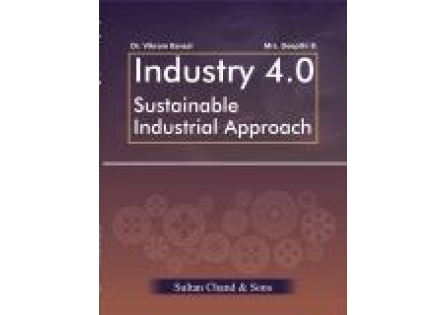 Dr. Vikram Bansal Mrs. Deepthi B.
Industry 4.0
Sustainable
Industrial Approach
Sultan Chand & Sons